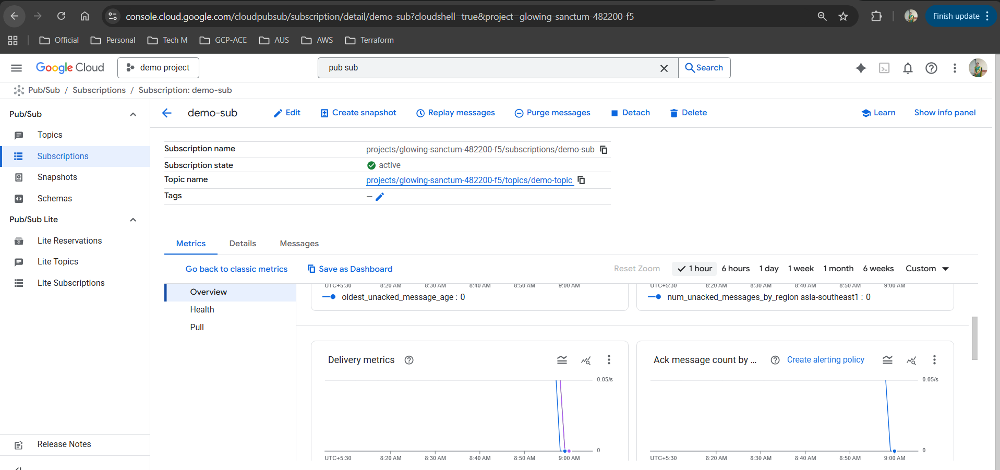 console.cloud.google.com/cloudpubsub/subscription/detail/demo-sub?cloudshell=true&project=glowing-sanctum-482200-f5
Finish update
Official Personal Tech M GCP-ACE AUS AWS Terraform
Google Cloud demo project pub sub Search
Pub/Sub / Subscriptions / Subscription: demo-sub
Pub/Sub
Topics
Subscriptions
Snapshots
Schemas
Pub/Sub Lite
Lite Reservations
Lite Topics
Lite Subscriptions
Release Notes
demo-sub Edit Create snapshot Replay messages Purge messages Detach Delete Learn Show info panel
Subscription name projects/glowing-sanctum-482200-f5/subscriptions/demo-sub
Subscription state active
Topic name projects/glowing-sanctum-482200-f5/topics/demo-topic
Tags —
Metrics Details Messages
Go back to classic metrics Save as Dashboard Reset Zoom 1 hour 6 hours 1 day 1 week 1 month 6 weeks Custom
Overview
Health
Pull
UTC+5:30 8:20 AM 8:30 AM 8:40 AM 8:50 AM 9:00 AM
oldest_unacked_message_age : 0
UTC+5:30 8:20 AM 8:30 AM 8:40 AM 8:50 AM 9:00 AM
num_unacked_messages_by_region asia-southeast1 : 0
Delivery metrics
0.05/s
0
UTC+5:30 8:20 AM 8:30 AM 8:40 AM 8:50 AM 9:00 AM
Ack message count by ... Create alerting policy
0.05/s
0
UTC+5:30 8:20 AM 8:30 AM 8:40 AM 8:50 AM 9:00 AM